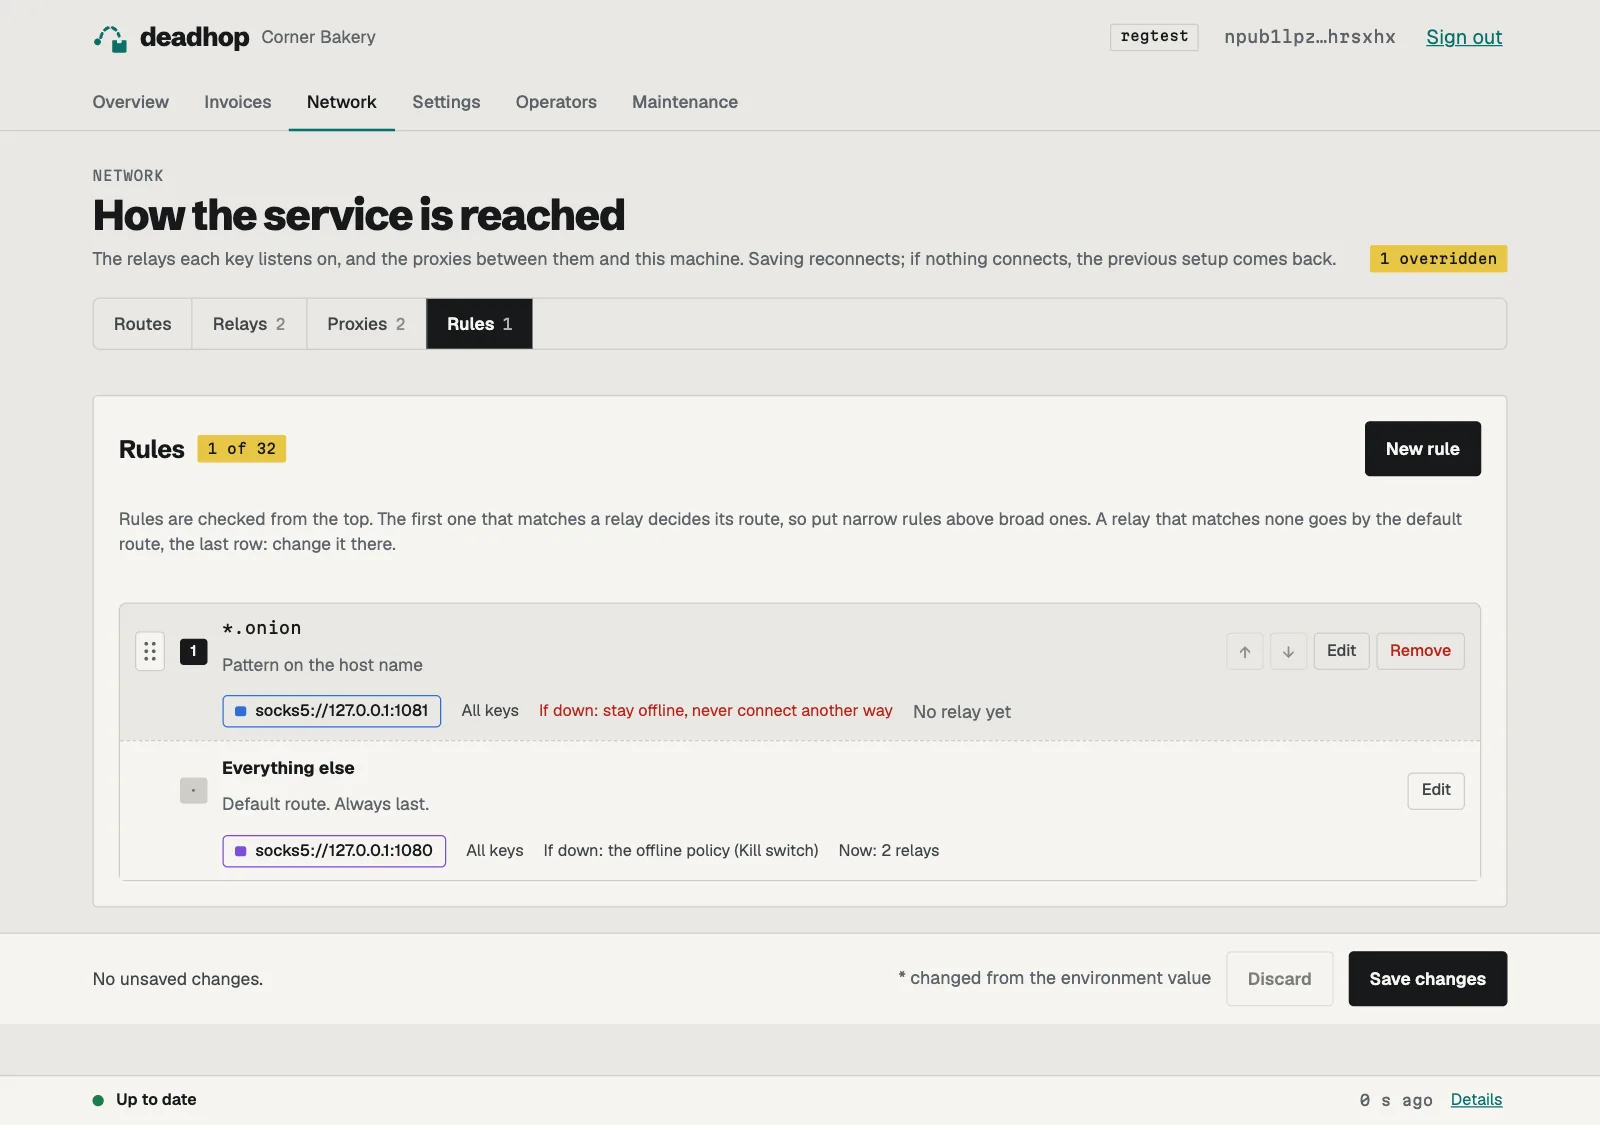 deadhop Corner Bakery
regtest npub1lpz…hrsxhx Sign out
Overview Invoices Network Settings Operators Maintenance
NETWORK
How the service is reached
The relays each key listens on, and the proxies between them and this machine. Saving reconnects; if nothing connects, the previous setup comes back.
1 overridden
Routes Relays 2 Proxies 2 Rules 1
Rules 1 of 32
New rule
Rules are checked from the top. The first one that matches a relay decides its route, so put narrow rules above broad ones. A relay that matches none goes by the default
route, the last row: change it there.
1
*.onion
Pattern on the host name
↑ ↓ Edit Remove
socks5://127.0.0.1:1081 All keys If down: stay offline, never connect another way No relay yet
·
Everything else
Default route. Always last.
Edit
socks5://127.0.0.1:1080 All keys If down: the offline policy (Kill switch) Now: 2 relays
No unsaved changes.
* changed from the environment value Discard Save changes
Up to date
0 s ago Details